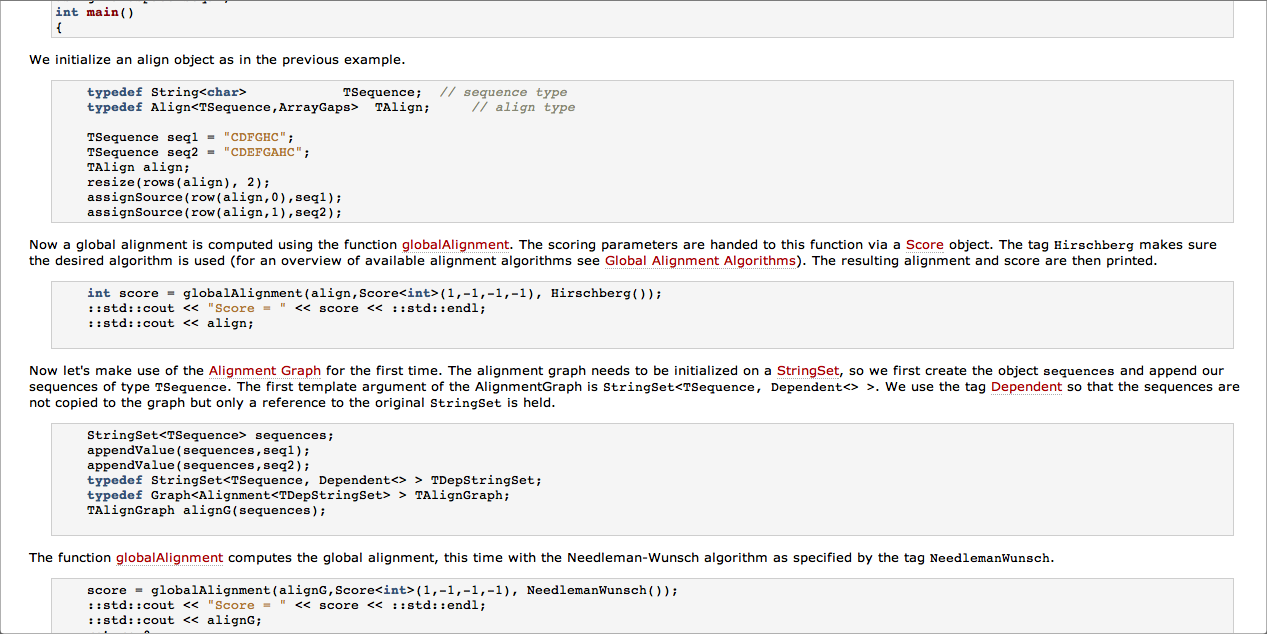 int main()
{
We initialize an align object as in the previous example.
typedef String<char>            TSequence;  // sequence type
typedef Align<TSequence,ArrayGaps>  TAlign;     // align type
TSequence seq1 = "CDFGHC";
TSequence seq2 = "CDEFGAHC";
TAlign align;
resize(rows(align), 2);
assignSource(row(align,0),seq1);
assignSource(row(align,1),seq2);
Now a global alignment is computed using the function globalAlignment. The scoring parameters are handed to this function via a Score object. The tag Hirschberg makes sure
the desired algorithm is used (for an overview of available alignment algorithms see Global Alignment Algorithms). The resulting alignment and score are then printed.
int score = globalAlignment(align,Score<int>(1,-1,-1,-1), Hirschberg());
::std::cout << "Score = " << score << ::std::endl;
::std::cout << align;
Now let's make use of the Alignment Graph for the first time. The alignment graph needs to be initialized on a StringSet, so we first create the object sequences and append our
sequences of type TSequence. The first template argument of the AlignmentGraph is StringSet<TSequence, Dependent<> >. We use the tag Dependent so that the sequences are
not copied to the graph but only a reference to the original StringSet is held.
StringSet<TSequence> sequences;
appendValue(sequences,seq1);
appendValue(sequences,seq2);
typedef StringSet<TSequence, Dependent<> > TDepStringSet;
typedef Graph<Alignment<TDepStringSet> > TAlignGraph;
TAlignGraph alignG(sequences);
The function globalAlignment computes the global alignment, this time with the Needleman-Wunsch algorithm as specified by the tag NeedlemanWunsch.
score = globalAlignment(alignG,Score<int>(1,-1,-1,-1), NeedlemanWunsch());
::std::cout << "Score = " << score << ::std::endl;
::std::cout << alignG;